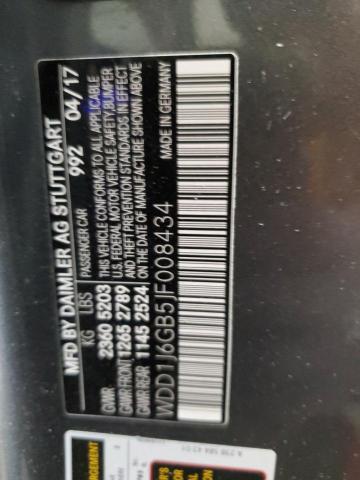 MFD BY DAIMLER AG STUTTGART
992 04/17
KG LBS PASSENGER CAR
GVWR 2360 5203 THIS VEHICLE CONFORMS TO ALL APPLICABLE
U.S. FEDERAL MOTOR VEHICLE SAFETY, BUMPER
GAWR FRONT 1265 2789 AND THEFT PREVENTION STANDARDS IN EFFECT
GAWR REAR 1145 2524 ON THE DATE OF MANUFACTURE SHOWN ABOVE
WDD1J6GB5JF008434 MADE IN GERMANY